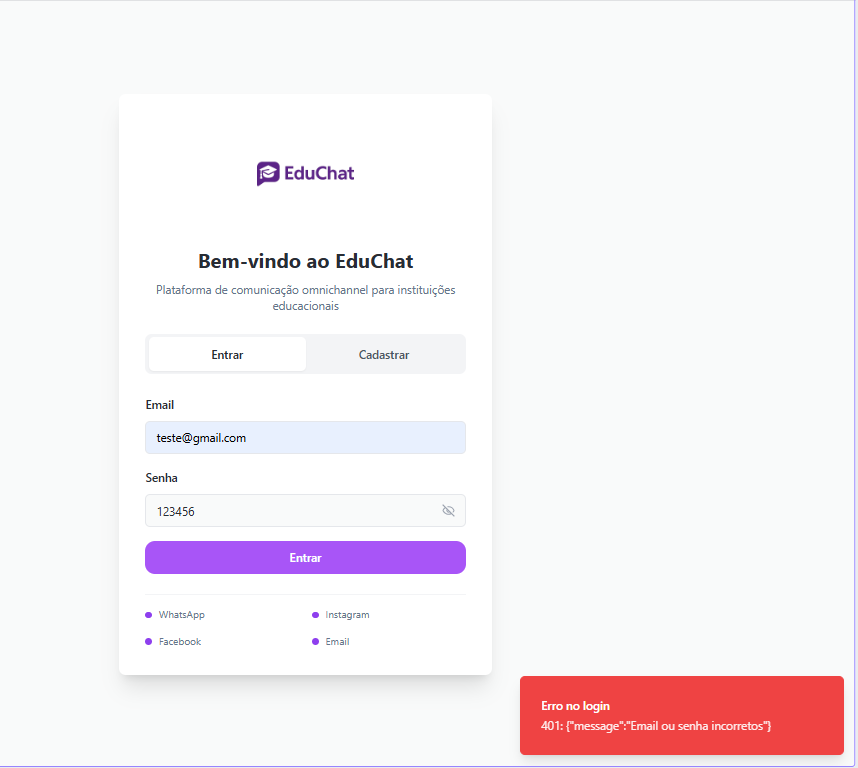 EduChat
Bem-vindo ao EduChat
Plataforma de comunicação omnichannel para instituições
educacionais
Entrar
Cadastrar
Email
teste@gmail.com
Senha
123456
Entrar
WhatsApp
Instagram
Facebook
Email
Erro no login
401: {"message":"Email ou senha incorretos"}